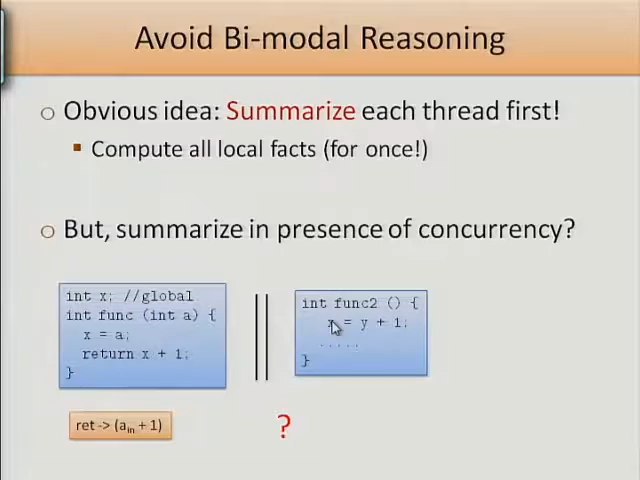 Avoid Bi-modal Reasoning
Obvious idea: Summarize each thread first!
Compute all local facts (for once!)
But, summarize in presence of concurrency?
int x; //global
int func (int a) {
x = a;
return x + 1;
}
int func2 () {
x = y + 1;
.....
}
ret -> (ain + 1)
?